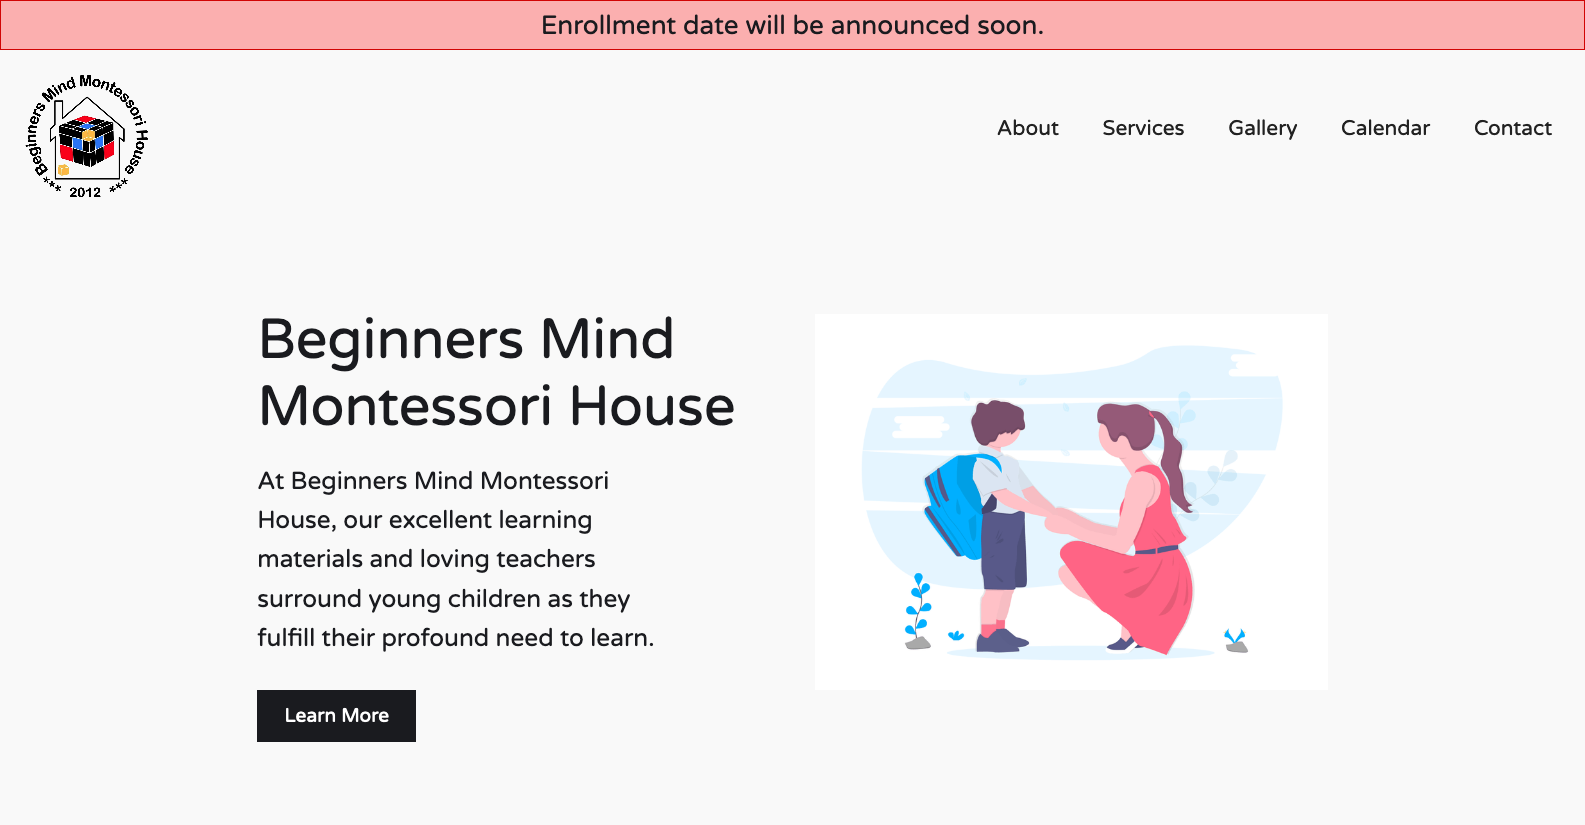 Enrollment date will be announced soon.
Beginners Mind Montessori House
*** 2012 ***
About
Services
Gallery
Calendar
Contact
Beginners Mind
Montessori House
At Beginners Mind Montessori
House, our excellent learning
materials and loving teachers
surround young children as they
fulfill their profound need to learn.
Learn More